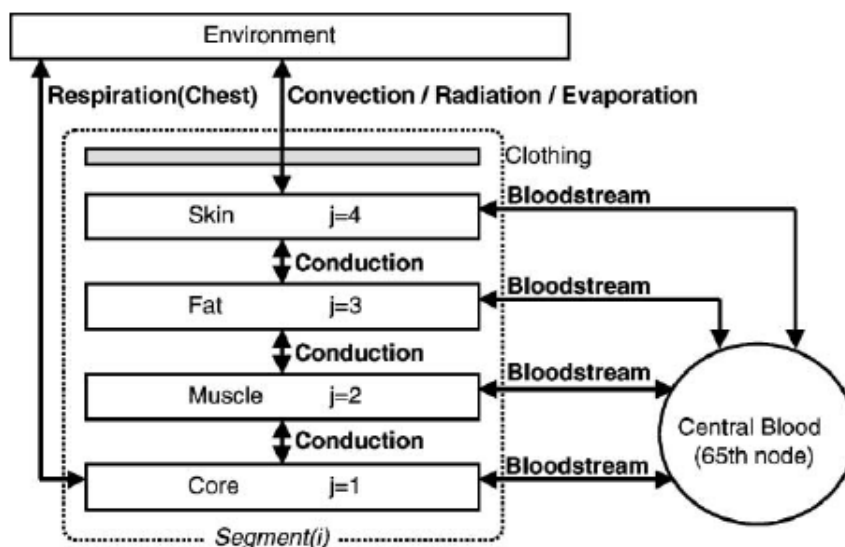 Environment
Respiration(Chest) Convection / Radiation / Evaporation
Clothing
Skin j=4
Bloodstream
Conduction
Fat j=3
Bloodstream
Conduction
Muscle j=2
Bloodstream
Conduction
Core j=1
Bloodstream
Central Blood
(65th node)
Segment(i)